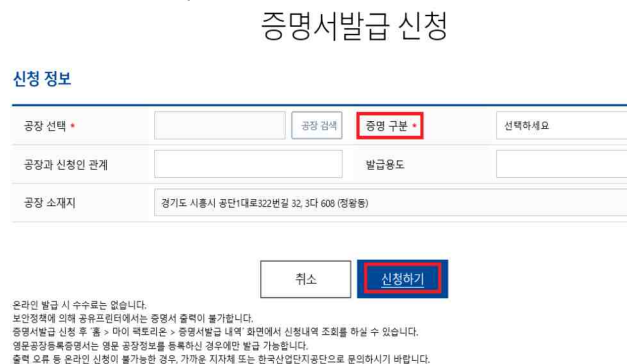 증명서발급 신청
신청 정보
공장 선택 * 공장 검색 증명 구분 * 선택하세요
공장과 신청인 관계 발급용도
공장 소재지 경기도 시흥시 공단1대로322번길 32, 3다 608 (정왕동)
취소 신청하기
온라인 발급 시 수수료는 없습니다.
보안정책에 의해 공유프린터에서는 증명서 출력이 불가합니다.
증명서발급 신청 후 '홈 > 마이 팩토리온 > 증명서발급 내역' 화면에서 신청내역 조회를 하실 수 있습니다.
영문공장등록증명서는 영문 공장정보를 등록하신 경우에만 발급 가능합니다.
출력 오류 등 온라인 신청이 불가능한 경우, 가까운 지자체 또는 한국산업단지공단으로 문의하시기 바랍니다.